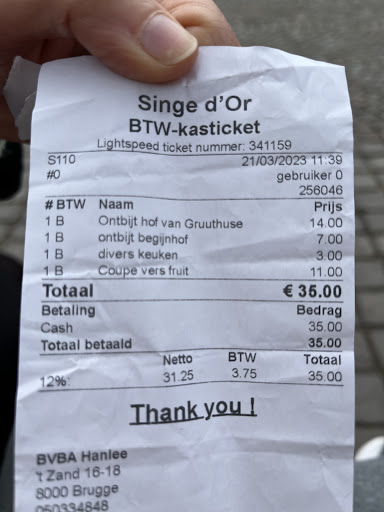 Singe d'Or
BTW-kasticket
Lightspeed ticket nummer: 341159
S110 21/03/2023 11:39
#0 gebruiker 0
256046
# BTW Naam Prijs
1 B Ontbijt hof van Gruuthuse 14.00
1 B ontbijt begijnhof 7.00
1 B divers keuken 3.00
1 B Coupe vers fruit 11.00
Totaal € 35.00
Betaling Bedrag
Cash 35.00
Totaal betaald 35.00
Netto BTW Totaal
12%: 31.25 3.75 35.00
Thank you !
BVBA Hanlee
't Zand 16-18
8000 Brugge
050334848